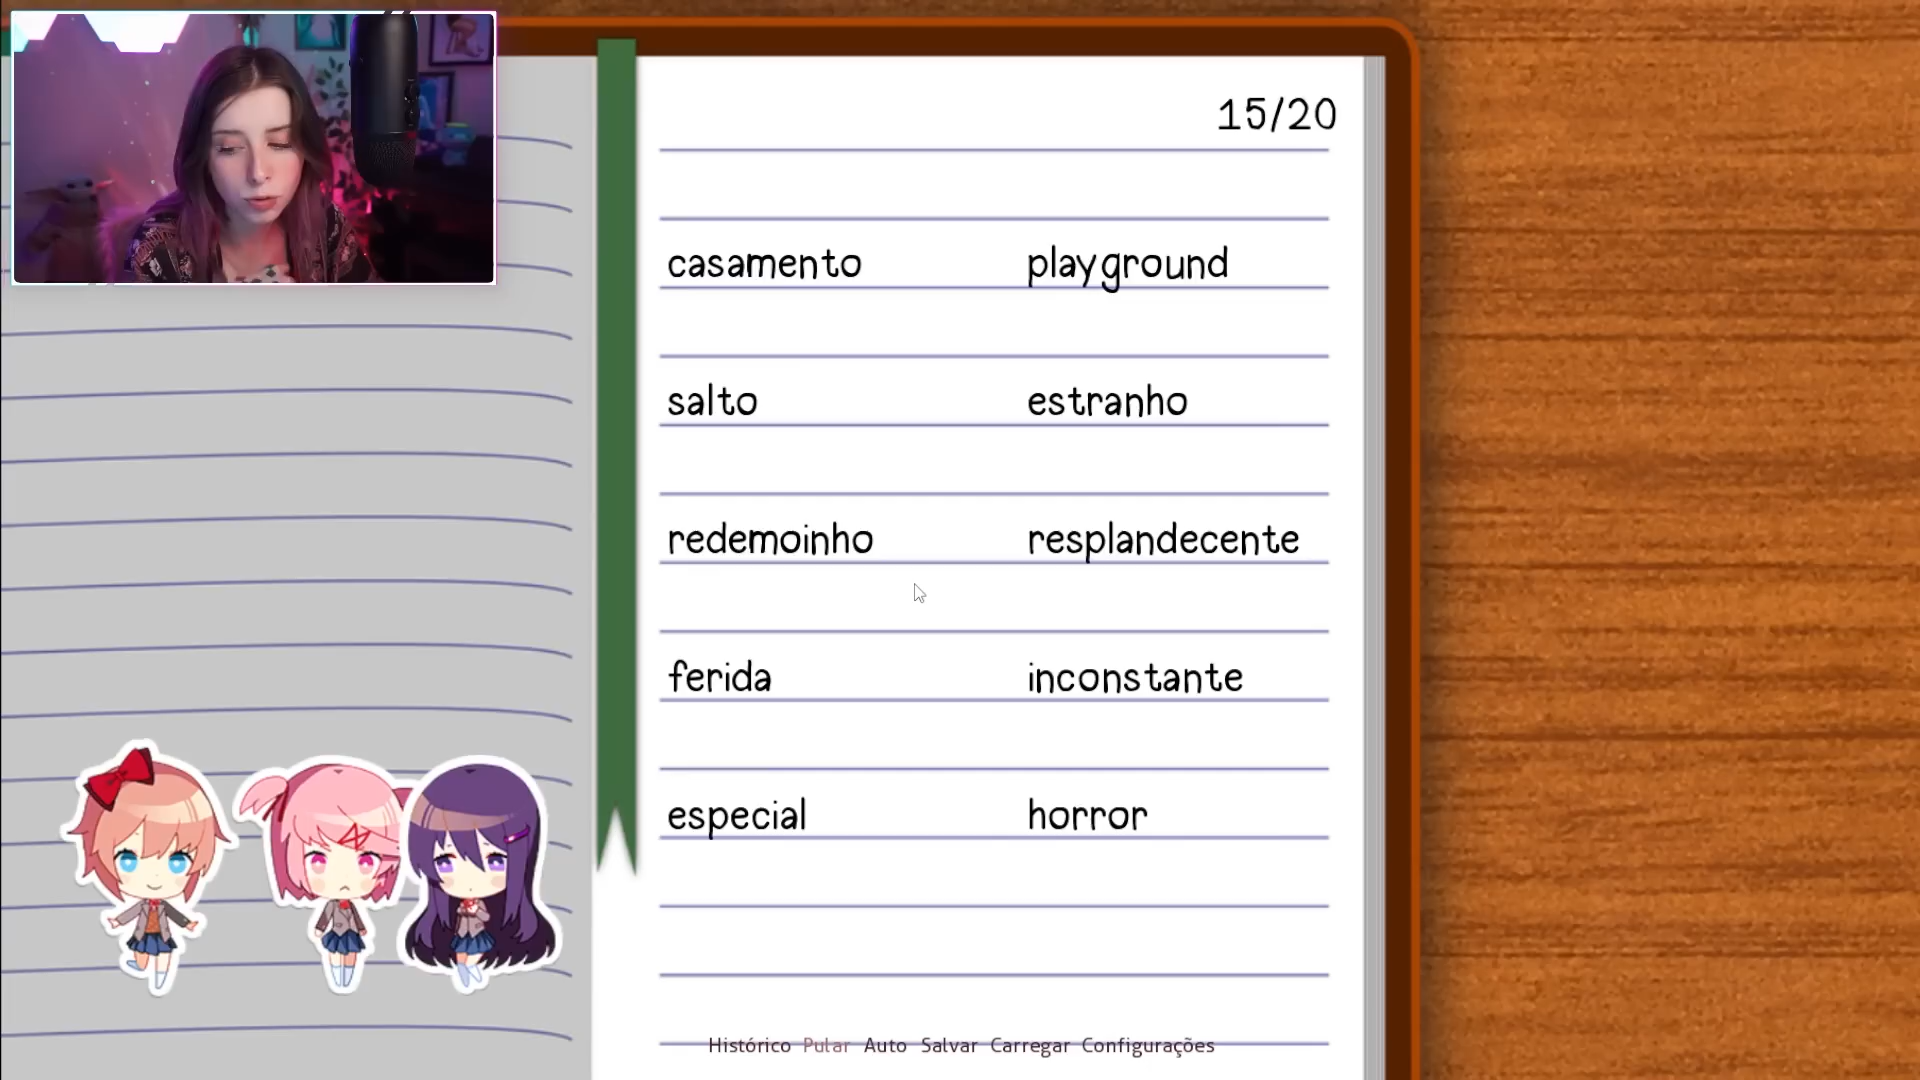 15/20
casamento playground
salto estranho
redemoinho resplandecente
ferida inconstante
especial horror
Histórico Pular Auto Salvar Carregar Configurações